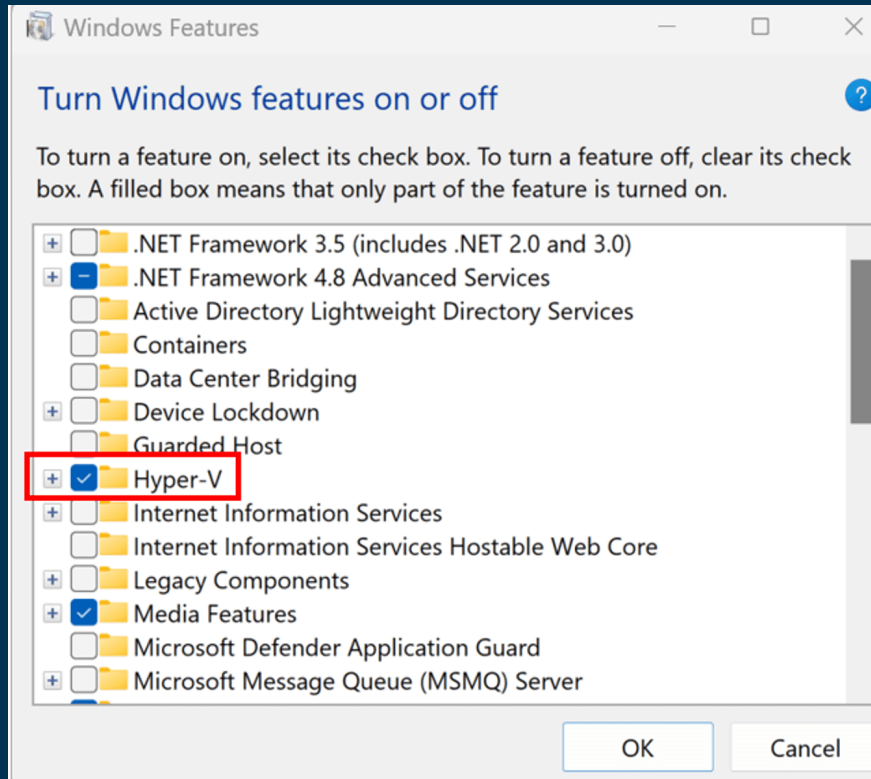 Windows Features
Turn Windows features on or off
?
To turn a feature on, select its check box. To turn a feature off, clear its check
box. A filled box means that only part of the feature is turned on.
.NET Framework 3.5 (includes .NET 2.0 and 3.0)
.NET Framework 4.8 Advanced Services
Active Directory Lightweight Directory Services
Containers
Data Center Bridging
Device Lockdown
Guarded Host
Hyper-V
Internet Information Services
Internet Information Services Hostable Web Core
Legacy Components
Media Features
Microsoft Defender Application Guard
Microsoft Message Queue (MSMQ) Server
OK Cancel